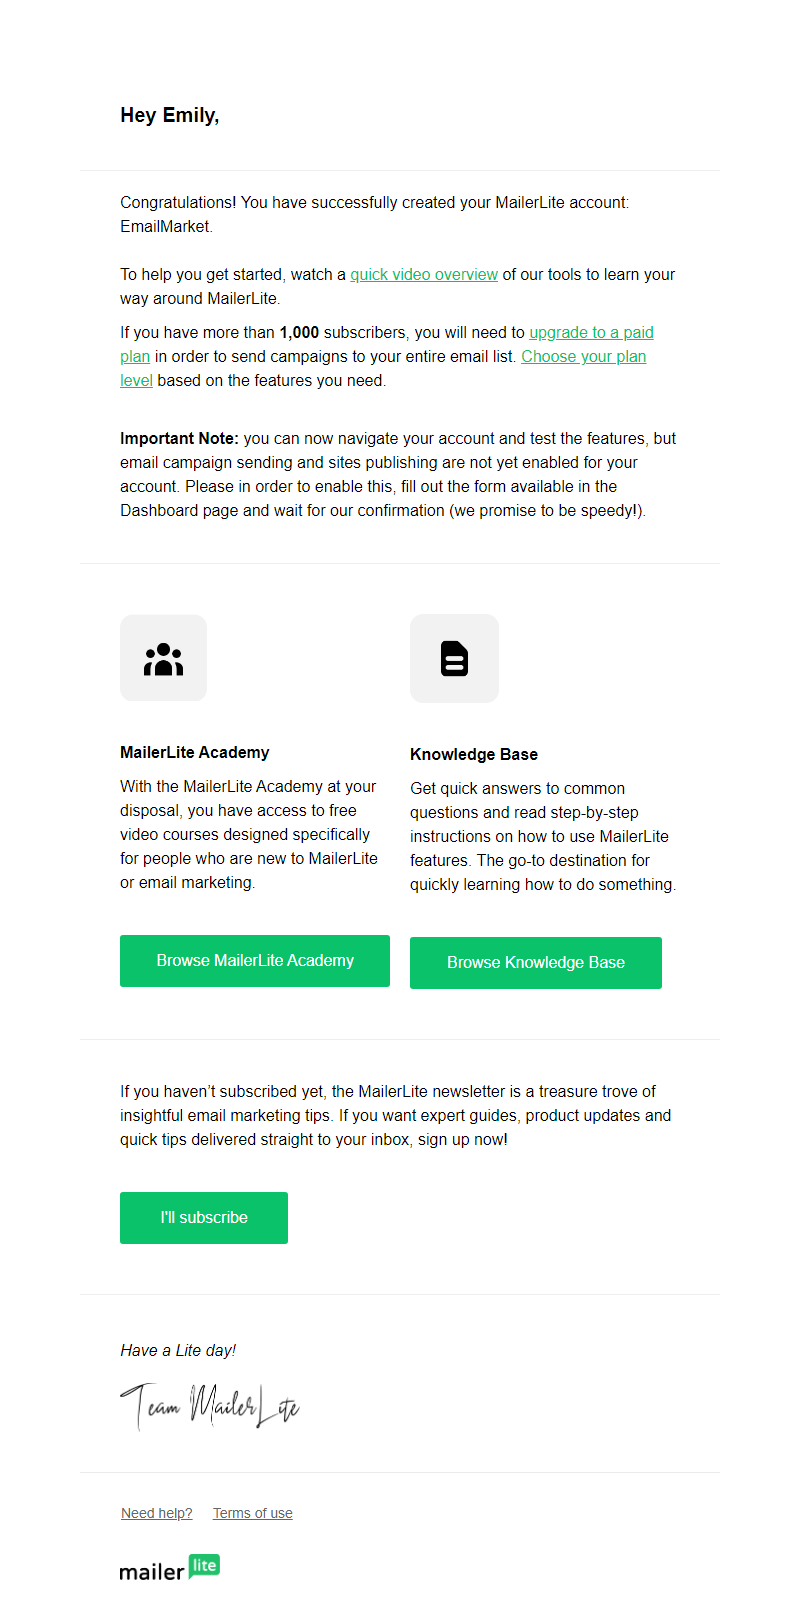 Hey Emily,
Congratulations! You have successfully created your MailerLite account:
EmailMarket.
To help you get started, watch a quick video overview of our tools to learn your
way around MailerLite.
If you have more than 1,000 subscribers, you will need to upgrade to a paid
plan in order to send campaigns to your entire email list. Choose your plan
level based on the features you need.
Important Note: you can now navigate your account and test the features, but
email campaign sending and sites publishing are not yet enabled for your
account. Please in order to enable this, fill out the form available in the
Dashboard page and wait for our confirmation (we promise to be speedy!).
MailerLite Academy
With the MailerLite Academy at your
disposal, you have access to free
video courses designed specifically
for people who are new to MailerLite
or email marketing.
Browse MailerLite Academy
Knowledge Base
Get quick answers to common
questions and read step-by-step
instructions on how to use MailerLite
features. The go-to destination for
quickly learning how to do something.
Browse Knowledge Base
If you haven’t subscribed yet, the MailerLite newsletter is a treasure trove of
insightful email marketing tips. If you want expert guides, product updates and
quick tips delivered straight to your inbox, sign up now!
I'll subscribe
Have a Lite day!
Team MailerLite
Need help? Terms of use
mailer lite